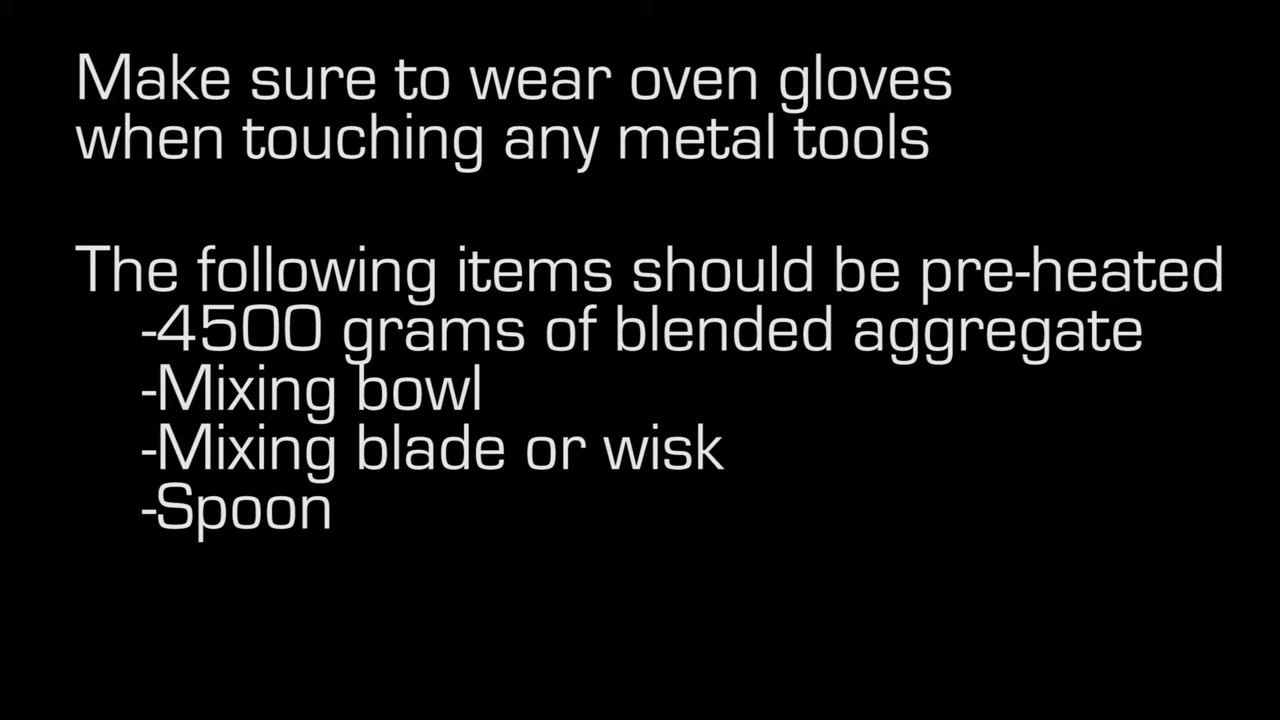 Make sure to wear oven gloves
when touching any metal tools
The following items should be pre-heated
-4500 grams of blended aggregate
-Mixing bowl
-Mixing blade or wisk
-Spoon